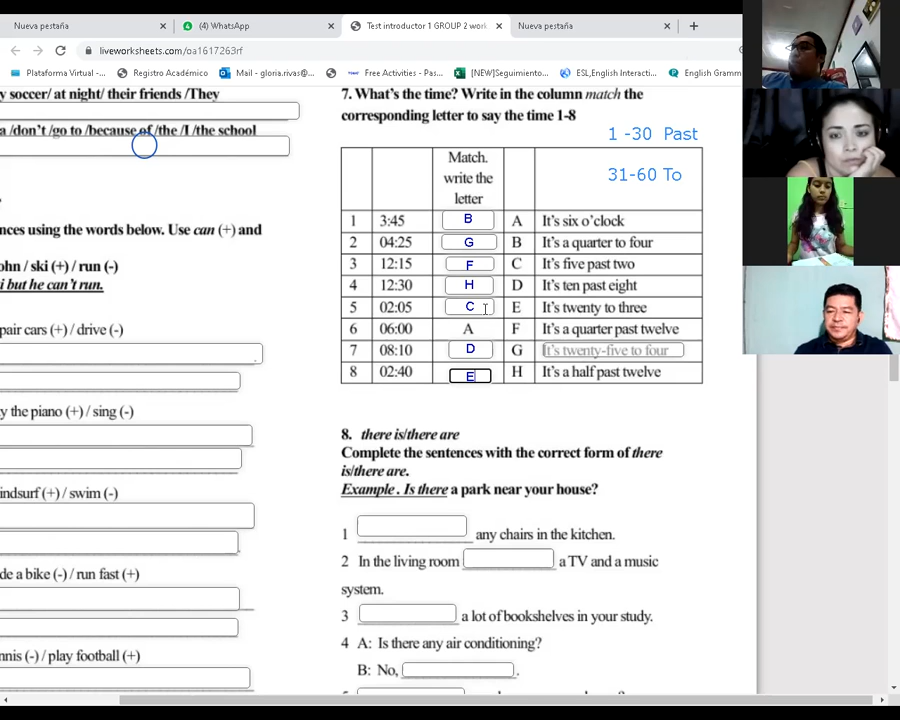 Nueva pestaña
(4) WhatsApp
Test introductor 1 GROUP 2 work
Nueva pestaña
liveworksheets.com/oa1617263rf
Plataforma Virtual -...
Registro Académico
Mail - gloria.rivas@...
Free Activities - Pas...
[NEW]Seguimiento...
ESL,English Interacti...
English Gramm
y soccer/ at night/ their friends /They
a /don't /go to /because of /the /I /the school
nces using the words below. Use can (+) and
ohn / ski (+) / run (-)
i but he can't run.
pair cars (+) / drive (-)
y the piano (+) / sing (-)
indsurf (+) / swim (-)
de a bike (-) / run fast (+)
nnis (-) / play football (+)
7. What's the time? Write in the column match the
corresponding letter to say the time 1-8
1 -30 Past
31-60 To
Match.
write the
letter
1 3:45 B A It's six o'clock
2 04:25 G B It's a quarter to four
3 12:15 F C It's five past two
4 12:30 H D It's ten past eight
5 02:05 C E It's twenty to three
6 06:00 A F It's a quarter past twelve
7 08:10 D G It's twenty-five to four
8 02:40 E H It's a half past twelve
8. there is/there are
Complete the sentences with the correct form of there
is/there are.
Example . Is there a park near your house?
1 any chairs in the kitchen.
2 In the living room a TV and a music
system.
3 a lot of bookshelves in your study.
4 A: Is there any air conditioning?
B: No, .